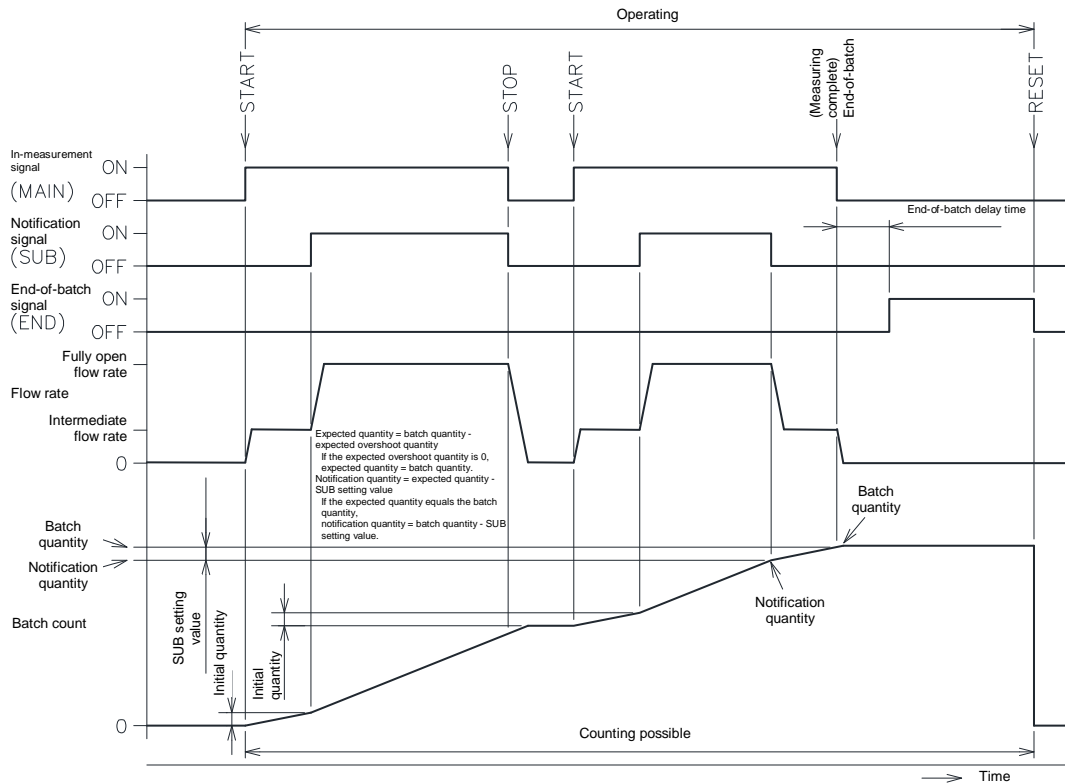 Operating
START
STOP
START
(Measuring
complete)
End-of-batch
RESET
In-measurement
signal
(MAIN)
ON
OFF
End-of-batch delay time
Notification
signal
(SUB)
ON
OFF
End-of-batch
signal
(END)
ON
OFF
Fully open
flow rate
Flow rate
Intermediate
flow rate
0
Expected quantity = batch quantity -
expected overshoot quantity
If the expected overshoot quantity is 0,
expected quantity = batch quantity.
Notification quantity = expected quantity -
SUB setting value
If the expected quantity equals the batch
quantity,
notification quantity = batch quantity - SUB
setting value.
Batch
quantity
Batch
quantity
Notification
quantity
Notification
quantity
Batch count
SUB setting
value
Initial quantity
Initial
quantity
0
Counting possible
Time